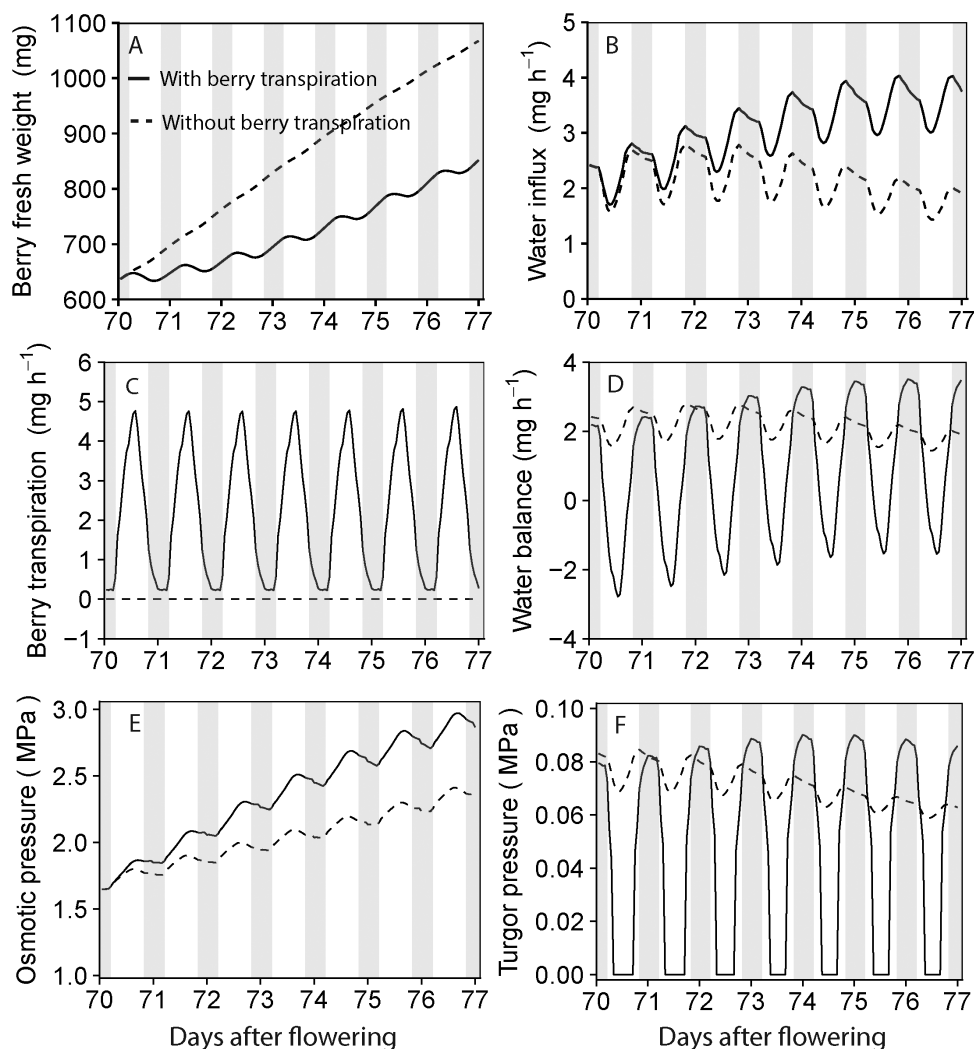 A
Berry fresh weight (mg)
1100
1000
900
800
700
600
With berry transpiration
Without berry transpiration
70 71 72 73 74 75 76 77
B
Water influx (mg h⁻¹)
5
4
3
2
1
0
70 71 72 73 74 75 76 77
C
Berry transpiration (mg h⁻¹)
6
5
4
3
2
1
0
−1
70 71 72 73 74 75 76 77
D
Water balance (mg h⁻¹)
4
2
0
−2
−4
70 71 72 73 74 75 76 77
E
Osmotic pressure ( MPa )
3.0
2.5
2.0
1.5
1.0
70 71 72 73 74 75 76 77
Days after flowering
F
Turgor pressure ( MPa )
0.10
0.08
0.06
0.04
0.02
0.00
70 71 72 73 74 75 76 77
Days after flowering